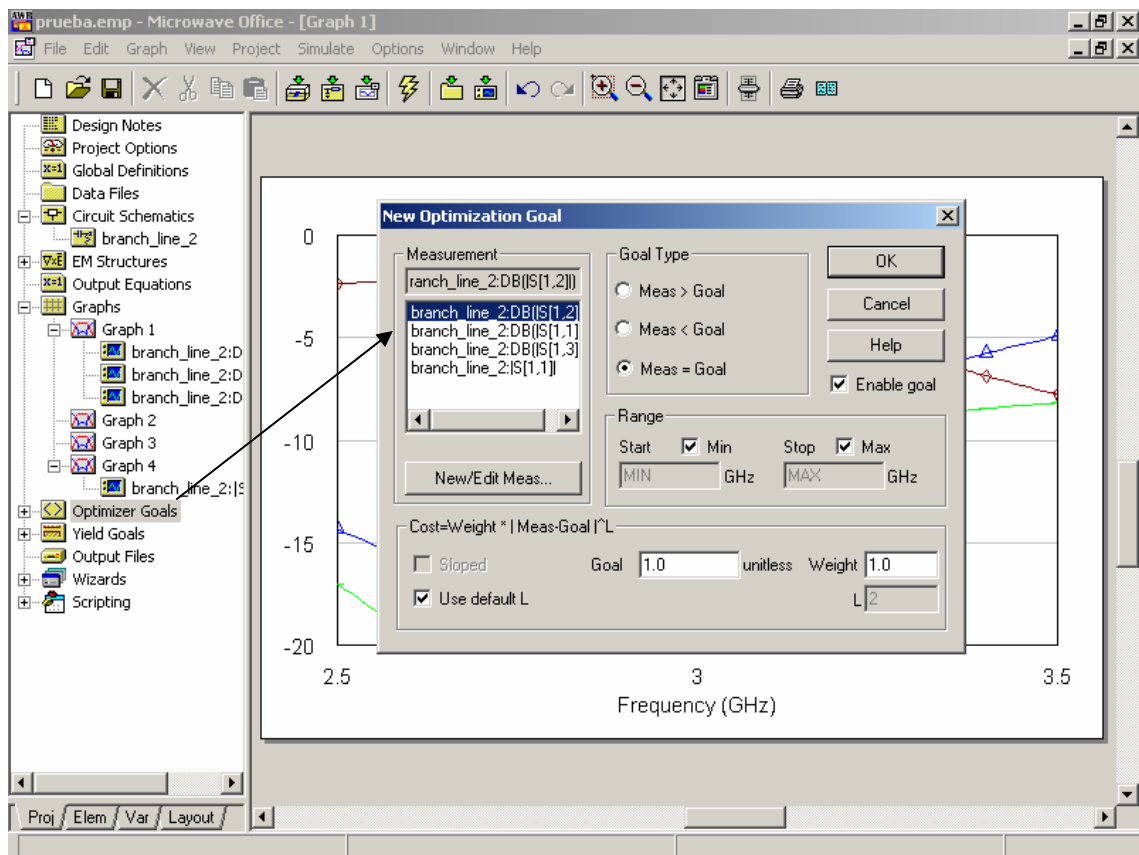 prueba.emp - Microwave Office - [Graph 1]
File Edit Graph View Project Simulate Options Window Help
Design Notes
Project Options
Global Definitions
Data Files
Circuit Schematics
branch_line_2
EM Structures
Output Equations
Graphs
Graph 1
branch_line_2:D
branch_line_2:D
branch_line_2:D
Graph 2
Graph 3
Graph 4
branch_line_2:|S
Optimizer Goals
Yield Goals
Output Files
Wizards
Scripting
Proj Elem Var Layout
0
-5
-10
-15
-20
2.5 3 3.5
Frequency (GHz)
New Optimization Goal
Measurement
ranch_line_2:DB(|S[1,2]|)
branch_line_2:DB(|S[1,2]
branch_line_2:DB(|S[1,1]
branch_line_2:DB(|S[1,3]
branch_line_2:|S[1,1]|
New/Edit Meas...
Goal Type
Meas > Goal
Meas < Goal
Meas = Goal
OK
Cancel
Help
Enable goal
Range
Start Min Stop Max
MIN GHz MAX GHz
Cost=Weight * | Meas-Goal |^L
Sloped Goal 1.0 unitless Weight 1.0
Use default L L 2